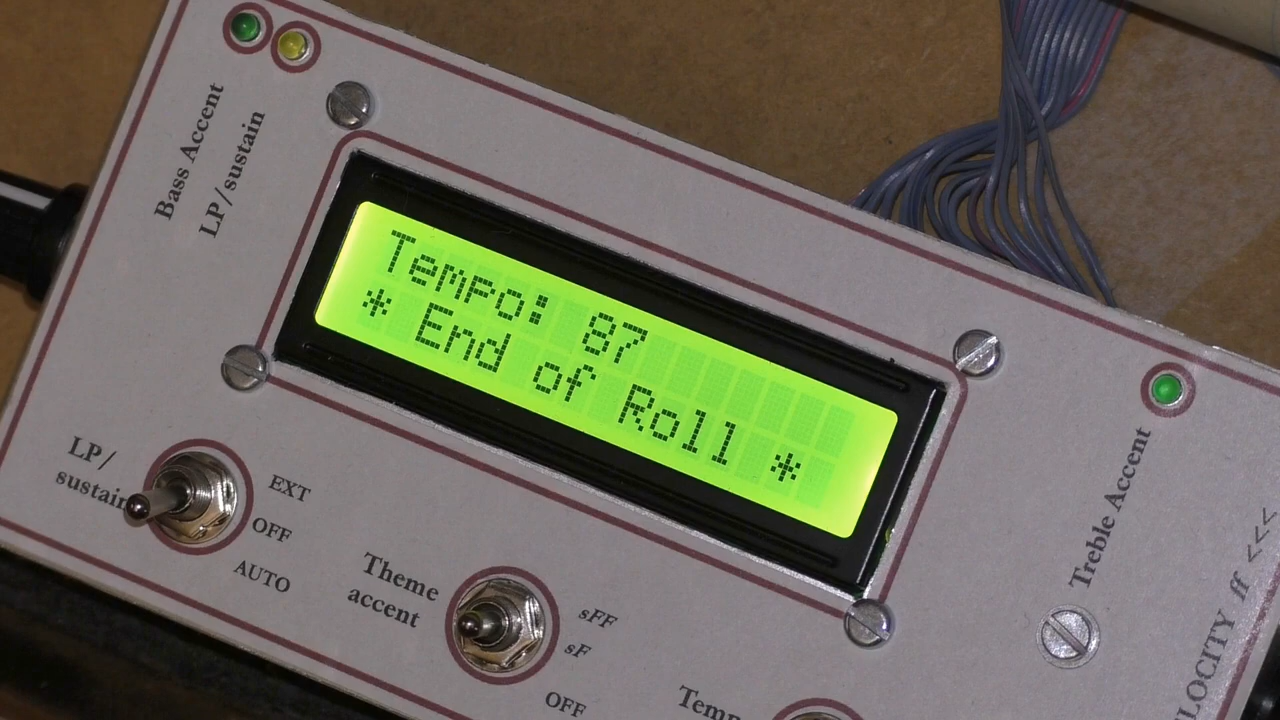 Bass Accent
LP/sustain
Tempo: 87
* End of Roll *
Treble Accent
LP/
sustain
EXT
OFF
AUTO
Theme
accent
sFF
sF
OFF
ff <<<